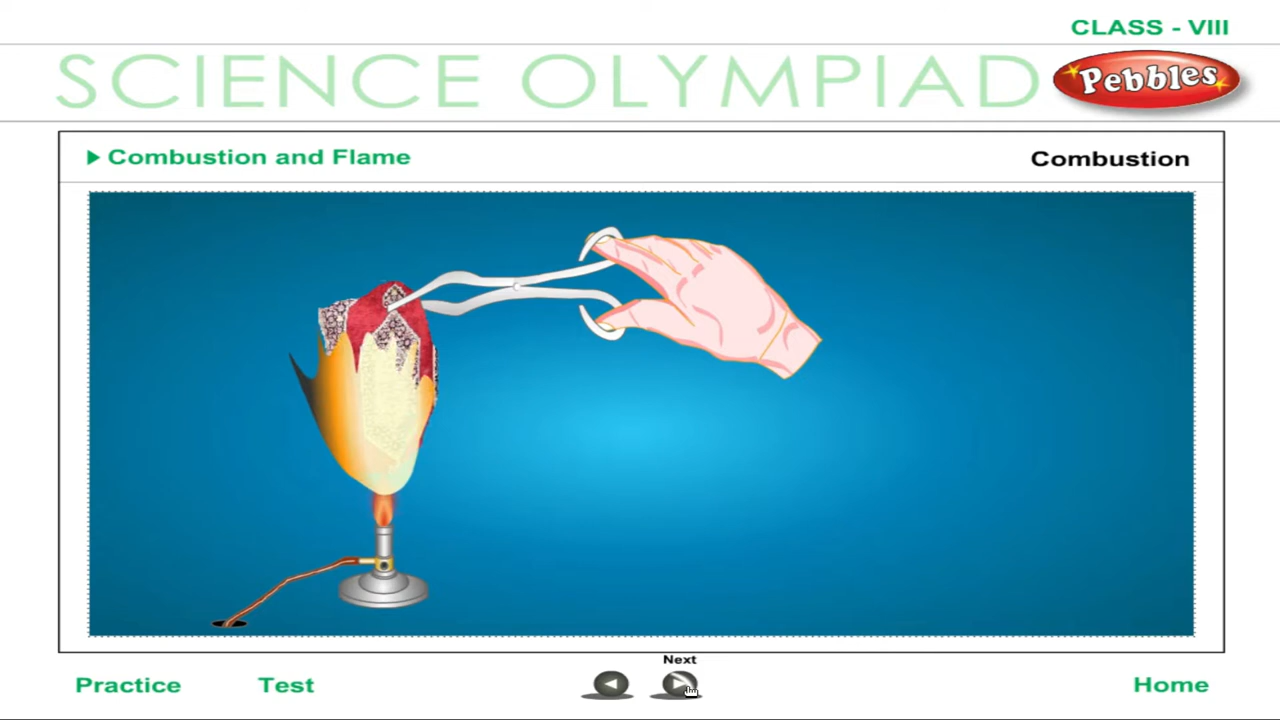 CLASS - VIII
SCIENCE OLYMPIAD
Pebbles
Combustion and Flame
Combustion
Next
Practice
Test
Home